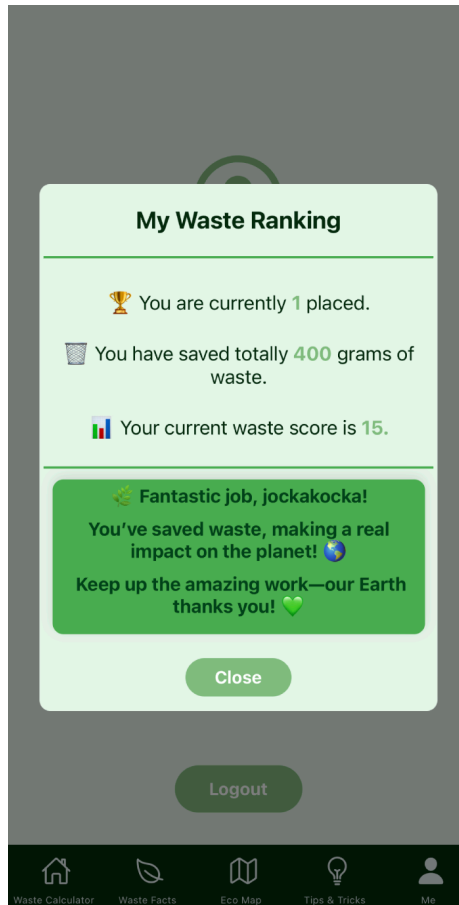 My Waste Ranking
🏆 You are currently 1 placed.
🗑️ You have saved totally 400 grams of
waste.
📊 Your current waste score is 15.
🌿 Fantastic job, jockakocka!
You’ve saved waste, making a real
impact on the planet! 🌎
Keep up the amazing work—our Earth
thanks you! 💚
Close
Logout
Waste Calculator Waste Facts Eco Map Tips & Tricks Me